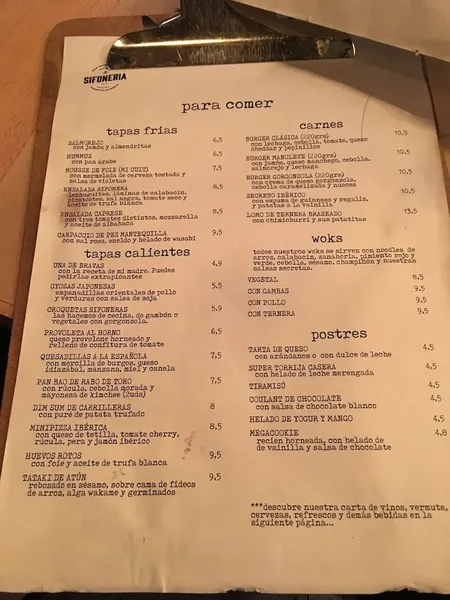 SIFONERIA
para comer
tapas frías
SALMOREJO 6,5
con jamón y almendritas
HUMMUS 6,5
con pan árabe
MOUSSE DE FOIE (MI CUIT) 7,5
con mermelada de cerveza tostada y
salsa de violetas
ENSALADA SIFONERA 8,5
lechuguitas, láminas de calabacín,
picatostes, sal negra, tomate seco y
aceite de trufa blanca
ENSALADA CAPRESE 8,5
con tres tomates distintos, mozzarella
y aceite de albahaca
CARPACCIO DE PEZ MANTEQUILLA 9,5
con sal rosa, eneldo y helado de wasabi
tapas calientes
UNA DE BRAVAS 4,9
con la receta de mi madre. Puedes
pedirlas extrapicantes
GYOZAS JAPONESAS 5,5
empanadillas orientales de pollo
y verduras con salsa de soja
CROQUETAS SIFONERAS 5,9
las hacemos de cecina, de gambón o
vegetales con gorgonzola.
PROVOLETA AL HORNO 6,5
queso provolone horneado y
relleno de confitura de tomate
QUESADILLAS A LA ESPAÑOLA 7,5
con morcilla de burgos, queso
idiazábal, manzana, miel y canela
PAN BAO DE RABO DE TORO 7,5
con rúcula, cebolla morada y
mayonesa de kimchee (2uds)
DIM SUM DE CARRILLERAS 8
con puré de patata trufado
MINIPIZZA IBÉRICA 8,5
con queso de tetilla, tomate cherry,
rúcula, pera y jamón ibérico
HUEVOS ROTOS 9,5
con foie y aceite de trufa blanca
TATAKI DE ATÚN 9,5
rebozado en sésamo, sobre cama de fideos
de arroz, alga wakame y germinados
carnes
BURGER CLÁSICA (220grs) 10,5
con lechuga, cebolla, tomate, queso
cheddar y pepinillos
BURGER MANOLETE (220grs) 10,5
con jamón, queso manchego, cebolla,
salmorejo y lechuga
BURGER GORGONZOLA (220grs) 10,5
con crema de queso gorgonzola,
cebolla caramelizada y nueces
SECRETO IBÉRICO 10,5
con espuma de guinness y regaliz,
y patatas a la vainilla
LOMO DE TERNERA BRASEADO 13,5
con chimichurri y sus patatitas
woks
todos nuestros woks se sirven con noodles de
arroz, calabacín, zanahoria, pimiento rojo y
verde, cebolla, sésamo, champiñón y nuestras
salsas secretas.
VEGETAL 8,5
CON GAMBAS 9,5
CON POLLO 9,5
CON TERNERA 9,5
postres
TARTA DE QUESO 4,5
con arándanos o con dulce de leche
SUPER TORRIJA CASERA 4,5
con helado de leche merengada
TIRAMISÚ 4,5
COULANT DE CHOCOLATE 4,5
con salsa de chocolate blanco
HELADO DE YOGUR Y MANGO 4,5
MEGACOOKIE 4,8
recien horneada, con helado de
de vainilla y salsa de chocolate
***descubre nuestra carta de vinos, vermuts,
cervezas, refrescos y demás bebidas en la
siguiente página...